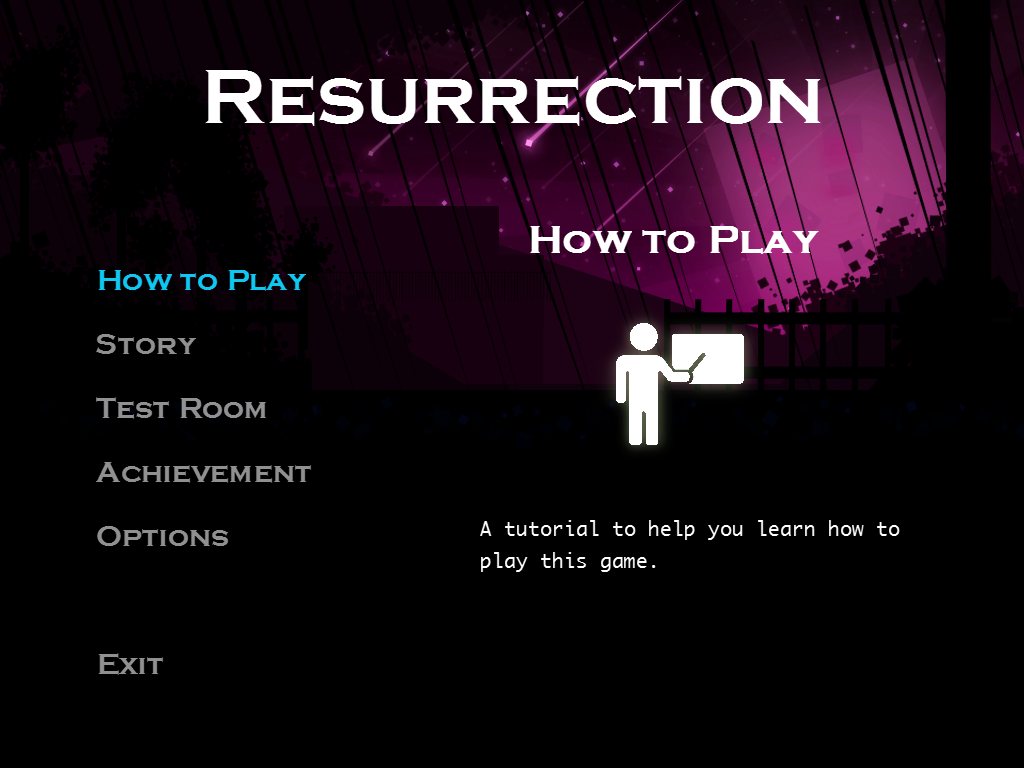 Resurrection
How to Play
How to Play
Story
Test Room
Achievement
Options
A tutorial to help you learn how to
play this game.
Exit